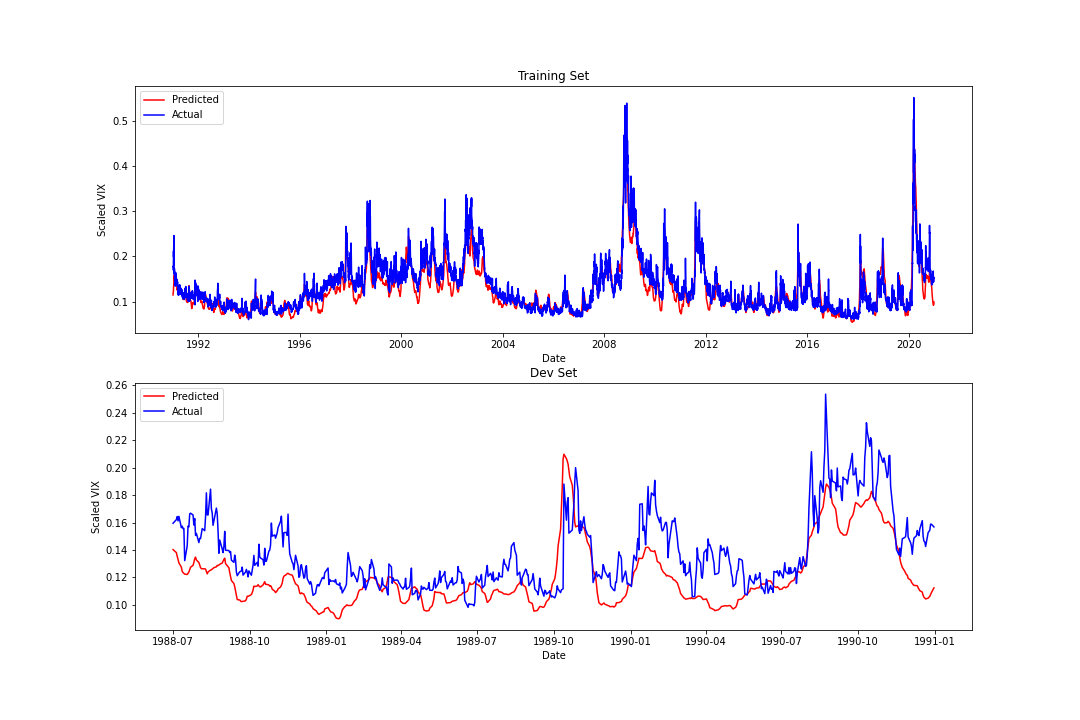 Training Set
Predicted
Actual
0.5
0.4
0.3
0.2
0.1
Scaled VIX
1992 1996 2000 2004 2008 2012 2016 2020
Date
Dev Set
Predicted
Actual
0.26
0.24
0.22
0.20
0.18
0.16
0.14
0.12
0.10
Scaled VIX
1988-07 1988-10 1989-01 1989-04 1989-07 1989-10 1990-01 1990-04 1990-07 1990-10 1991-01
Date